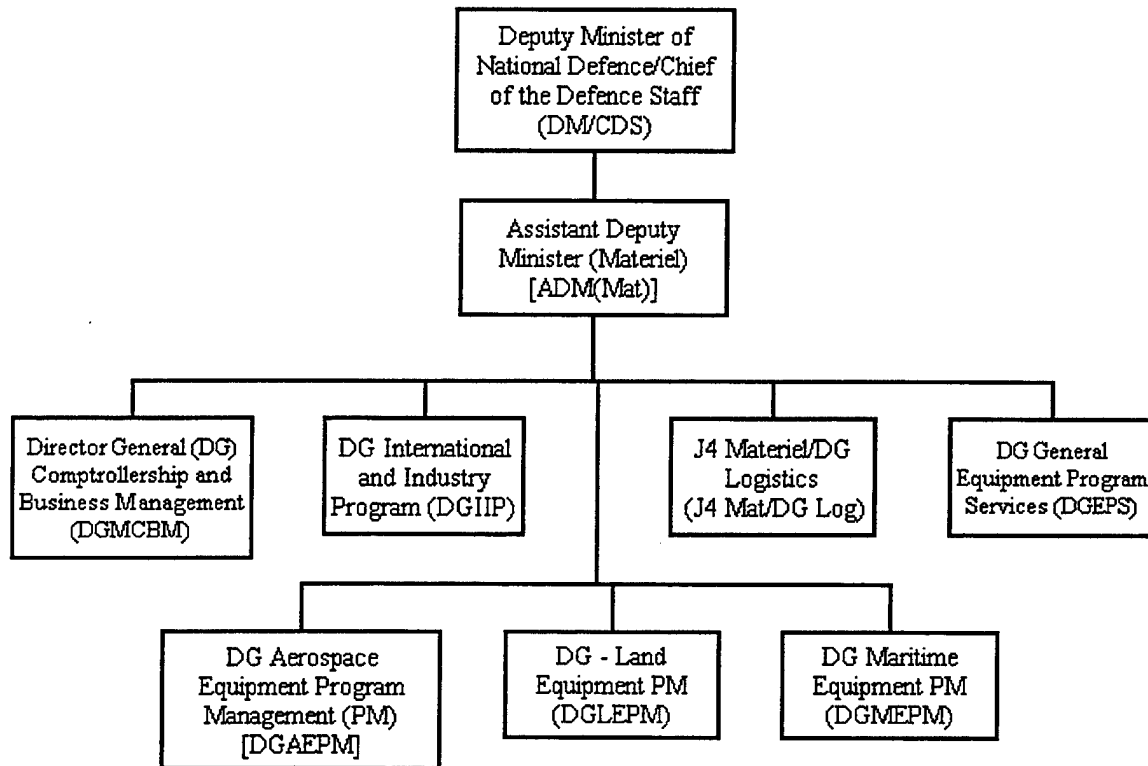 Deputy Minister of
National Defence/Chief
of the Defence Staff
(DM/CDS)
Assistant Deputy
Minister (Materiel)
[ADM(Mat)]
Director General (DG)
Comptrollership and
Business Management
(DGMCBM)
DG International
and Industry
Program (DGIIP)
J4 Materiel/DG
Logistics
(J4 Mat/DG Log)
DG General
Equipment Program
Services (DGEPS)
DG Aerospace
Equipment Program
Management (PM)
[DGAEPM]
DG - Land
Equipment PM
(DGLEPM)
DG Maritime
Equipment PM
(DGMEPM)